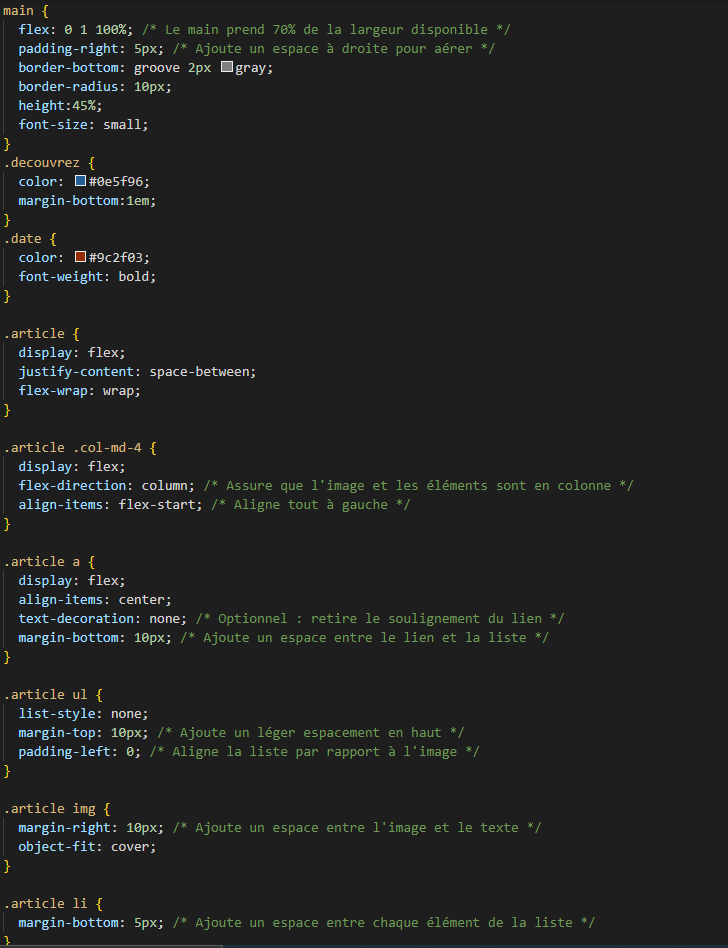 main {
flex: 0 1 100%; /* Le main prend 70% de la largeur disponible */
padding-right: 5px; /* Ajoute un espace à droite pour aérer */
border-bottom: groove 2px gray;
border-radius: 10px;
height:45%;
font-size: small;
}
.decouvrez {
color: #0e5f96;
margin-bottom:1em;
}
.date {
color: #9c2f03;
font-weight: bold;
}
.article {
display: flex;
justify-content: space-between;
flex-wrap: wrap;
}
.article .col-md-4 {
display: flex;
flex-direction: column; /* Assure que l'image et les éléments sont en colonne */
align-items: flex-start; /* Aligne tout à gauche */
}
.article a {
display: flex;
align-items: center;
text-decoration: none; /* Optionnel : retire le soulignement du lien */
margin-bottom: 10px; /* Ajoute un espace entre le lien et la liste */
}
.article ul {
list-style: none;
margin-top: 10px; /* Ajoute un léger espacement en haut */
padding-left: 0; /* Aligne la liste par rapport à l'image */
}
.article img {
margin-right: 10px; /* Ajoute un espace entre l'image et le texte */
object-fit: cover;
}
.article li {
margin-bottom: 5px; /* Ajoute un espace entre chaque élément de la liste */
}